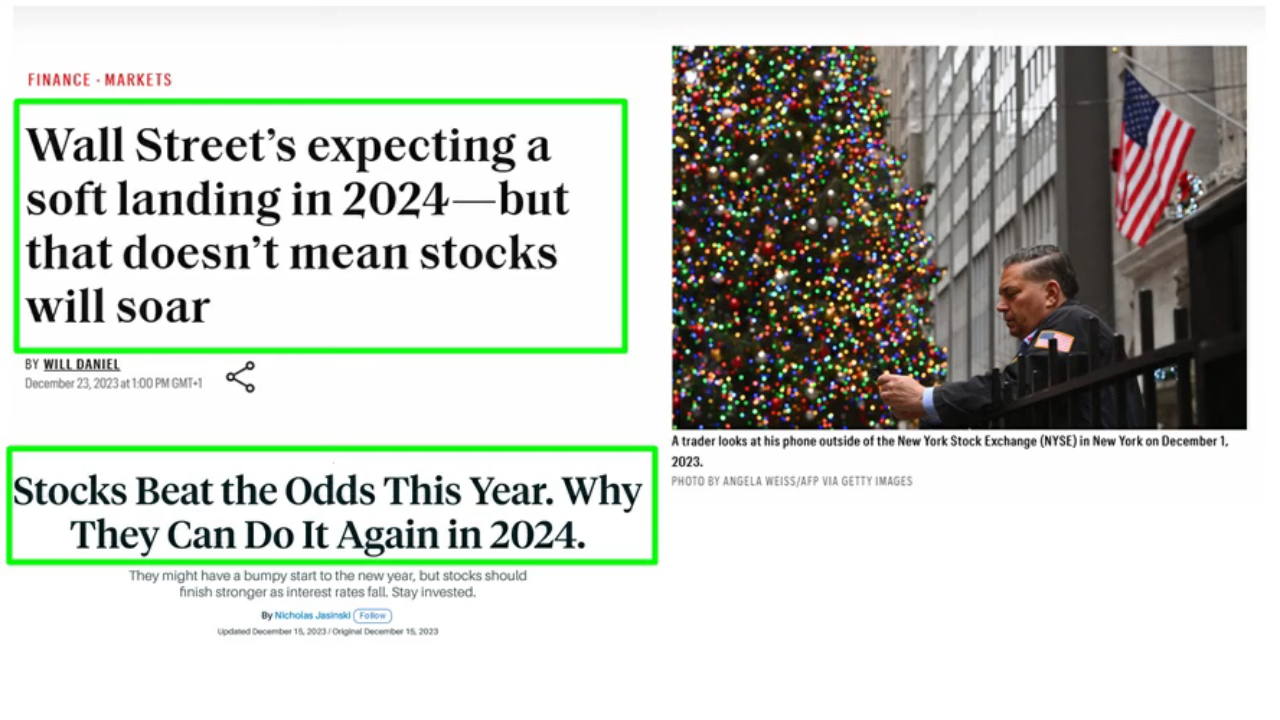 FINANCE · MARKETS
Wall Street’s expecting a
soft landing in 2024—but
that doesn’t mean stocks
will soar
BY WILL DANIEL
December 23, 2023 at 1:00 PM GMT+1
A trader looks at his phone outside of the New York Stock Exchange (NYSE) in New York on December 1,
2023.
PHOTO BY ANGELA WEISS/AFP VIA GETTY IMAGES
Stocks Beat the Odds This Year. Why
They Can Do It Again in 2024.
They might have a bumpy start to the new year, but stocks should
finish stronger as interest rates fall. Stay invested.
By Nicholas Jasinski Follow
Updated December 15, 2023 / Original December 15, 2023